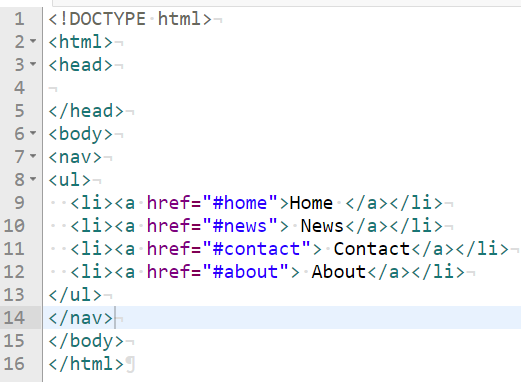 1 <!DOCTYPE html>¬
2 <html>¬
3 <head>¬
4 ¬
5 </head>¬
6 <body>¬
7 <nav>¬
8 <ul>¬
9 ··<li><a·href="#home">Home·</a></li>¬
10 ··<li><a·href="#news">·News</a></li>¬
11 ··<li><a·href="#contact">·Contact</a></li>¬
12 ··<li><a·href="#about">·About</a></li>¬
13 </ul>¬
14 </nav>¬
15 </body>¬
16 </html>¶